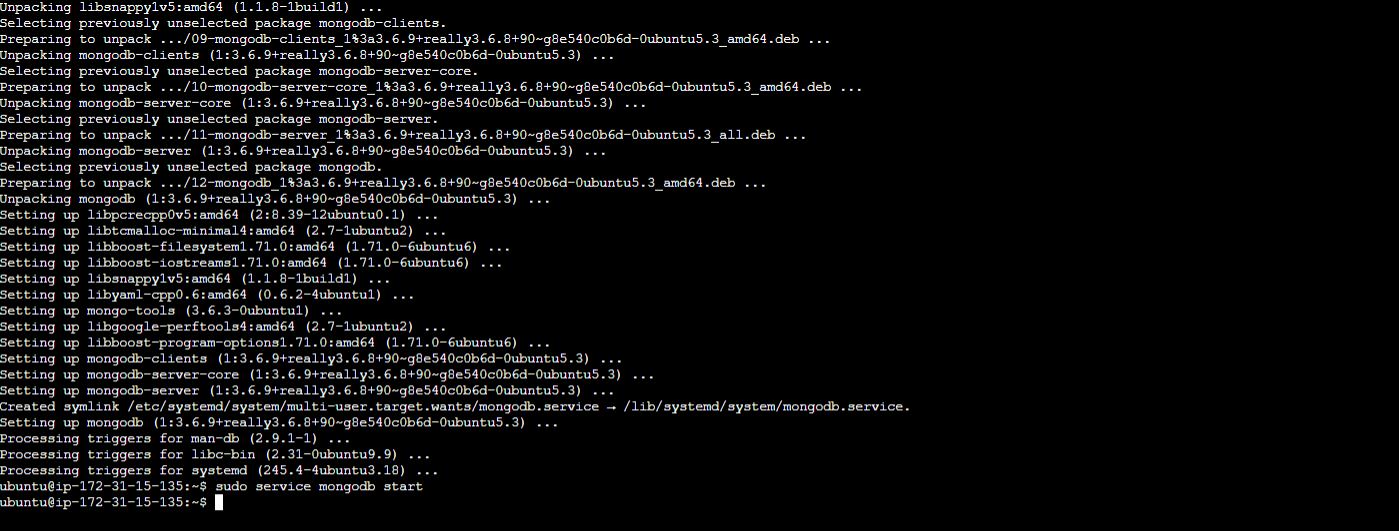 Unpacking libsnappy1v5:amd64 (1.1.8-1build1) ...
Selecting previously unselected package mongodb-clients.
Preparing to unpack .../09-mongodb-clients_1%3a3.6.9+really3.6.8+90~g8e540c0b6d-0ubuntu5.3_amd64.deb ...
Unpacking mongodb-clients (1:3.6.9+really3.6.8+90~g8e540c0b6d-0ubuntu5.3) ...
Selecting previously unselected package mongodb-server-core.
Preparing to unpack .../10-mongodb-server-core_1%3a3.6.9+really3.6.8+90~g8e540c0b6d-0ubuntu5.3_amd64.deb ...
Unpacking mongodb-server-core (1:3.6.9+really3.6.8+90~g8e540c0b6d-0ubuntu5.3) ...
Selecting previously unselected package mongodb-server.
Preparing to unpack .../11-mongodb-server_1%3a3.6.9+really3.6.8+90~g8e540c0b6d-0ubuntu5.3_all.deb ...
Unpacking mongodb-server (1:3.6.9+really3.6.8+90~g8e540c0b6d-0ubuntu5.3) ...
Selecting previously unselected package mongodb.
Preparing to unpack .../12-mongodb_1%3a3.6.9+really3.6.8+90~g8e540c0b6d-0ubuntu5.3_amd64.deb ...
Unpacking mongodb (1:3.6.9+really3.6.8+90~g8e540c0b6d-0ubuntu5.3) ...
Setting up libpcrecpp0v5:amd64 (2:8.39-12ubuntu0.1) ...
Setting up libtcmalloc-minimal4:amd64 (2.7-1ubuntu2) ...
Setting up libboost-filesystem1.71.0:amd64 (1.71.0-6ubuntu6) ...
Setting up libboost-iostreams1.71.0:amd64 (1.71.0-6ubuntu6) ...
Setting up libsnappy1v5:amd64 (1.1.8-1build1) ...
Setting up libyaml-cpp0.6:amd64 (0.6.2-4ubuntu1) ...
Setting up mongo-tools (3.6.3-0ubuntu1) ...
Setting up libgoogle-perftools4:amd64 (2.7-1ubuntu2) ...
Setting up libboost-program-options1.71.0:amd64 (1.71.0-6ubuntu6) ...
Setting up mongodb-clients (1:3.6.9+really3.6.8+90~g8e540c0b6d-0ubuntu5.3) ...
Setting up mongodb-server-core (1:3.6.9+really3.6.8+90~g8e540c0b6d-0ubuntu5.3) ...
Setting up mongodb-server (1:3.6.9+really3.6.8+90~g8e540c0b6d-0ubuntu5.3) ...
Created symlink /etc/systemd/system/multi-user.target.wants/mongodb.service → /lib/systemd/system/mongodb.service.
Setting up mongodb (1:3.6.9+really3.6.8+90~g8e540c0b6d-0ubuntu5.3) ...
Processing triggers for man-db (2.9.1-1) ...
Processing triggers for libc-bin (2.31-0ubuntu9.9) ...
Processing triggers for systemd (245.4-4ubuntu3.18) ...
ubuntu@ip-172-31-15-135:~$ sudo service mongodb start
ubuntu@ip-172-31-15-135:~$